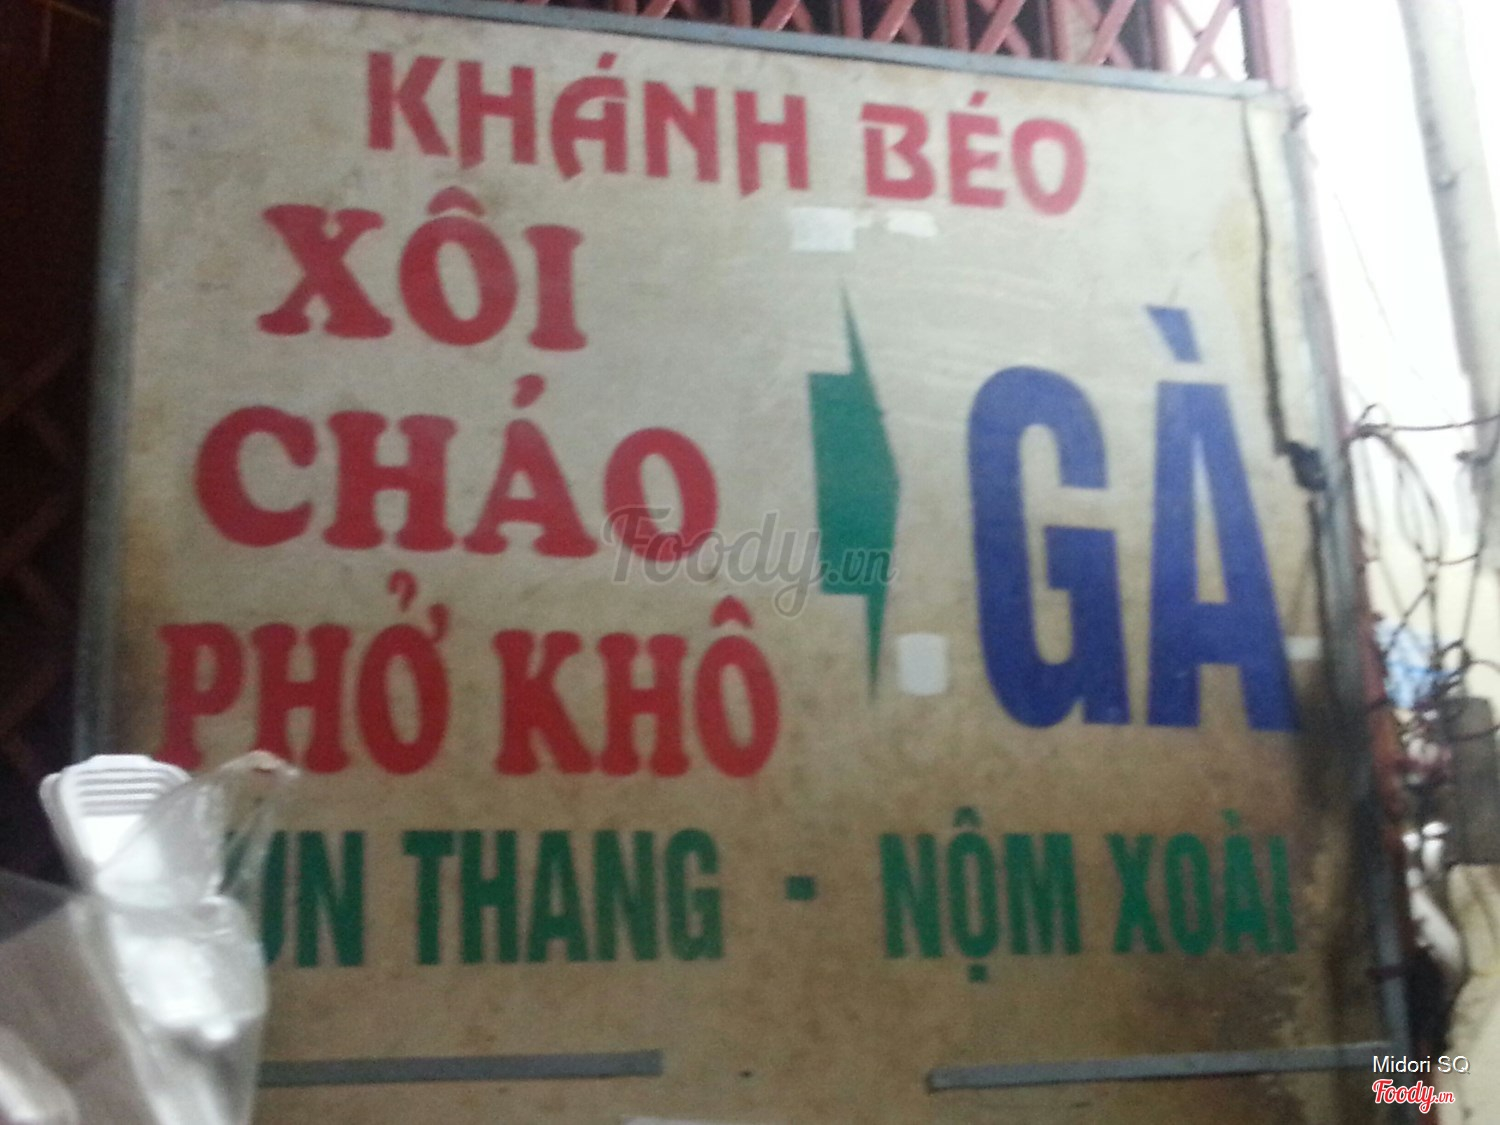 KHÁNH BÉO
XÔI
CHÁO
PHỞ KHÔ
GÀ
THANG - NỘM XOÀI
Foody.vn
Midori SQ
Foody.vn